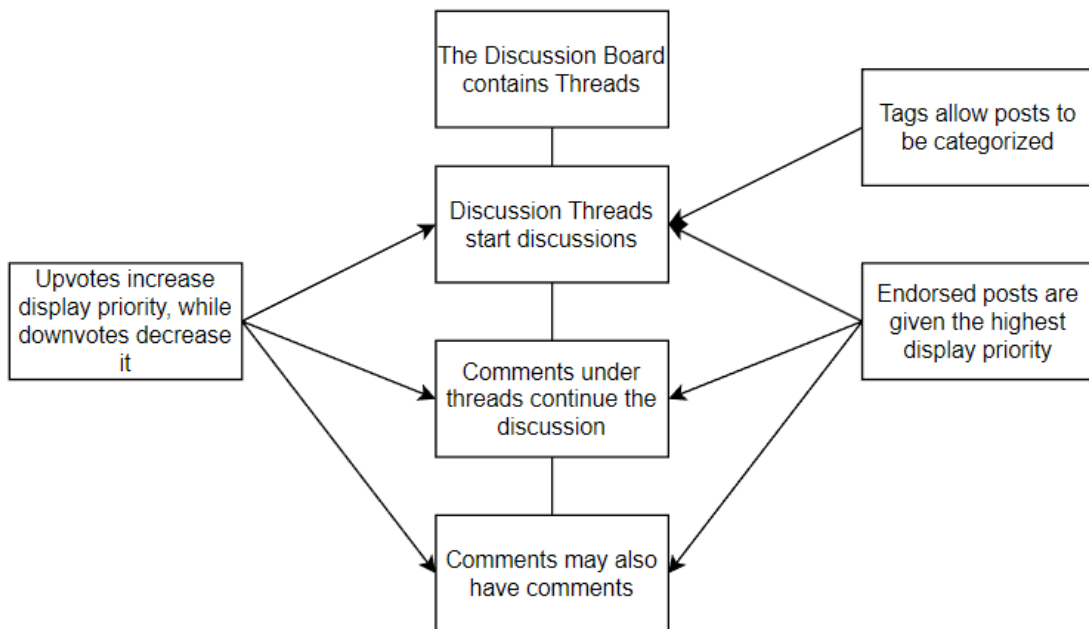 The Discussion Board
contains Threads
Tags allow posts to
be categorized
Discussion Threads
start discussions
Upvotes increase
display priority, while
downvotes decrease
it
Endorsed posts are
given the highest
display priority
Comments under
threads continue the
discussion
Comments may also
have comments